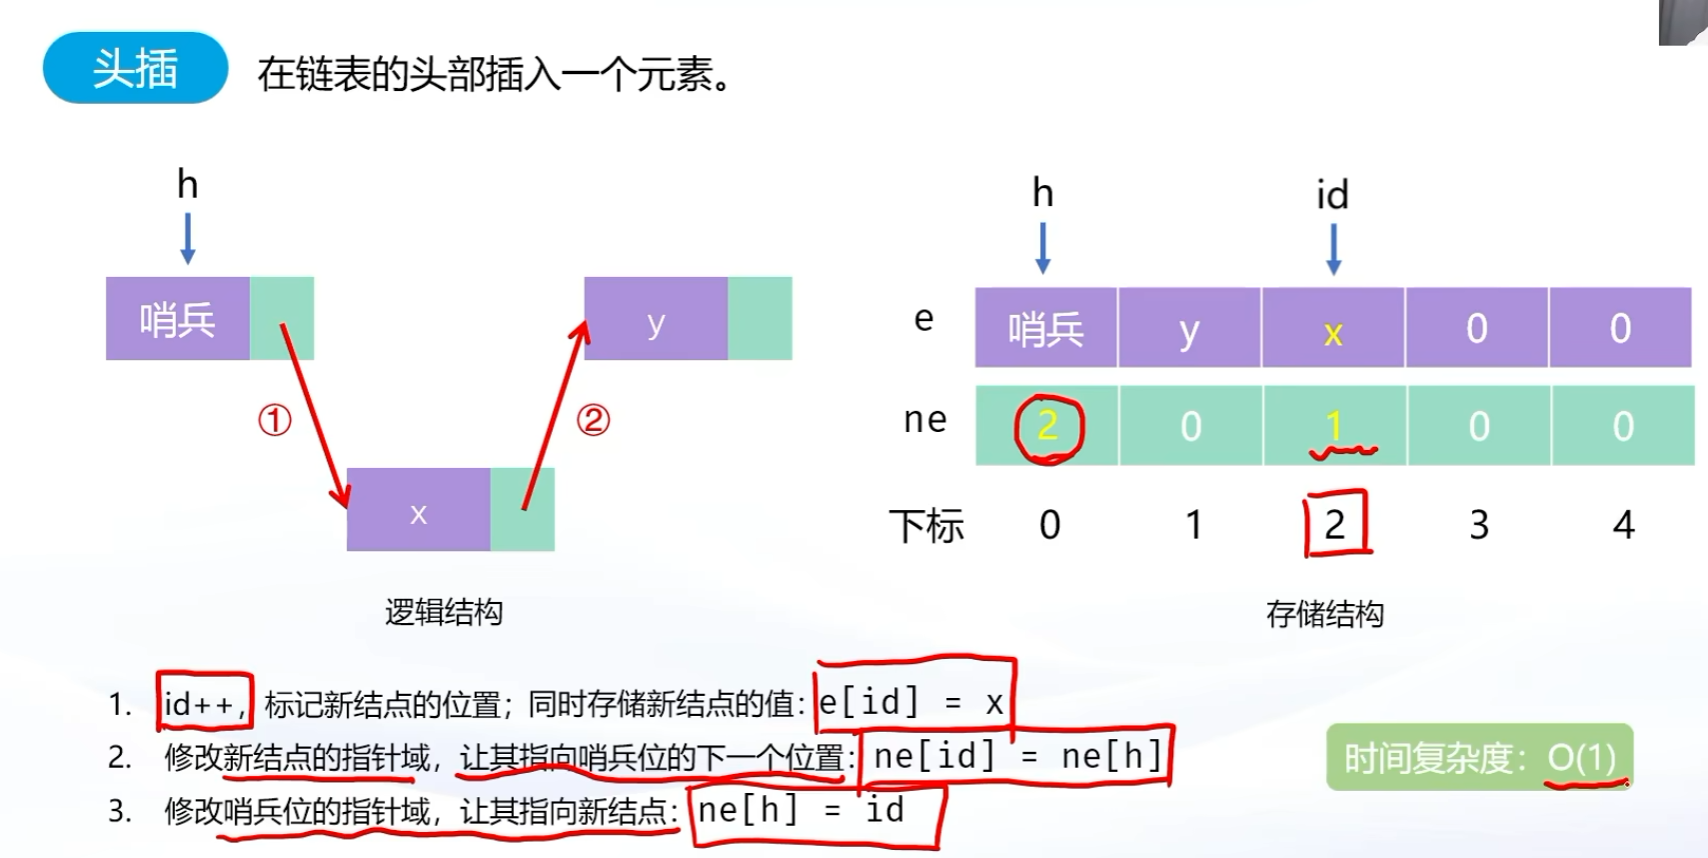 头插 在链表的头部插入一个元素。
h
哨兵
y
①
②
x
逻辑结构
h id
e 哨兵 y x 0 0
ne 2 0 1 0 0
下标 0 1 2 3 4
存储结构
1. id++，标记新结点的位置；同时存储新结点的值：e[id] = x
2. 修改新结点的指针域，让其指向哨兵位的下一个位置：ne[id] = ne[h]
3. 修改哨兵位的指针域，让其指向新结点：ne[h] = id
时间复杂度：O(1)